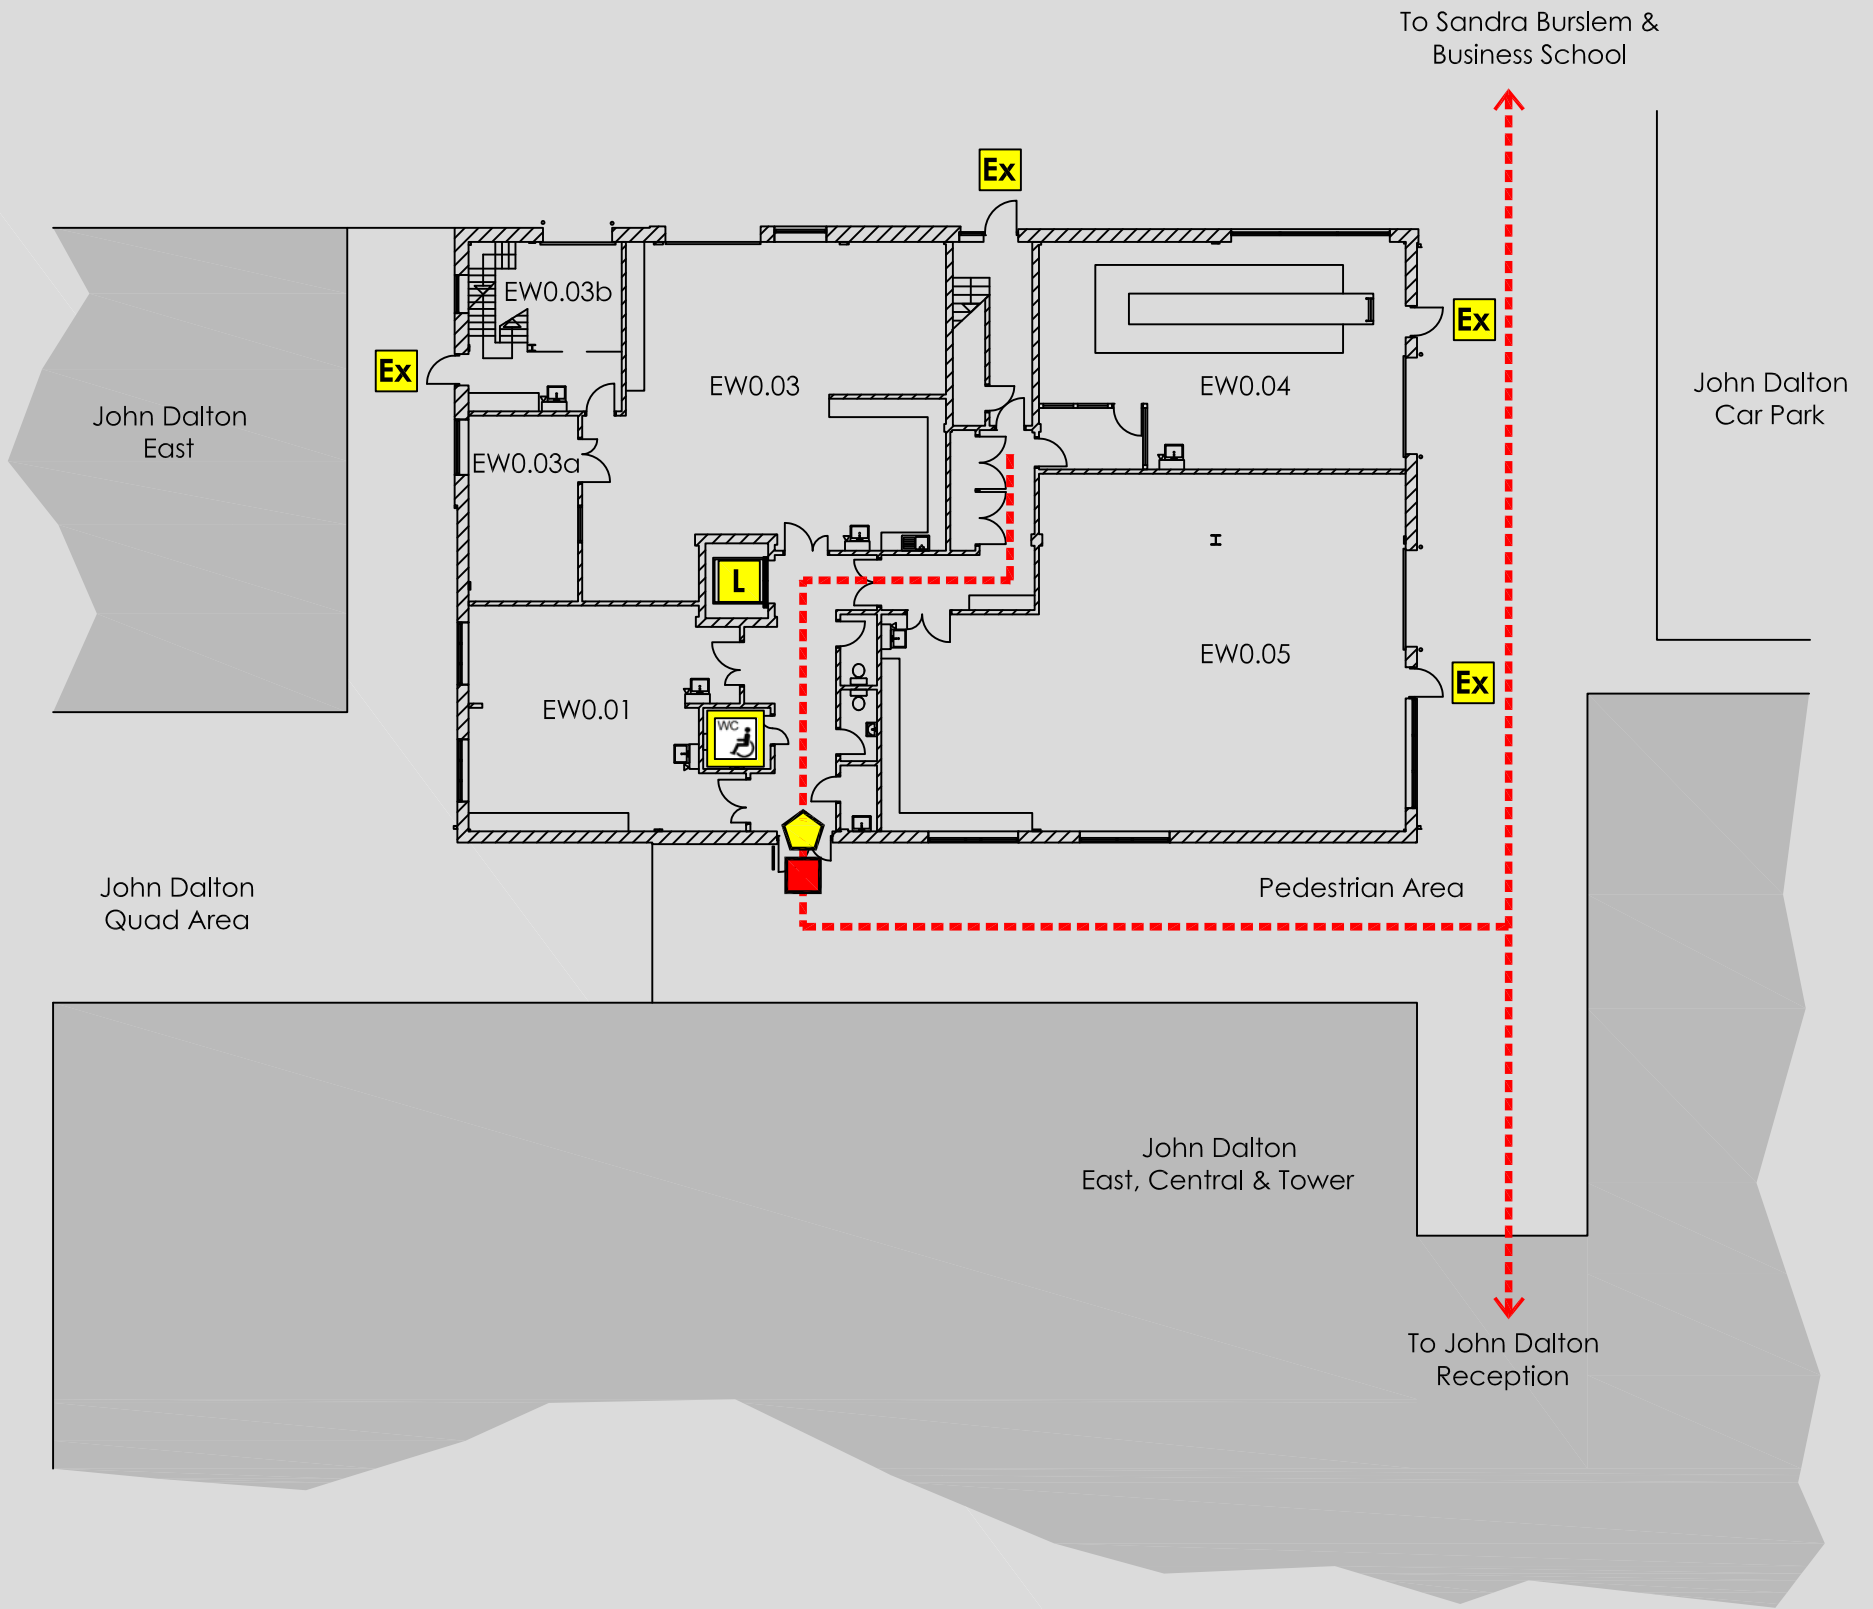 To Sandra Burslem &
Business School
Ex
EW0.03b
Ex
Ex
EW0.03
EW0.04
John Dalton
Car Park
John Dalton
East
EW0.03a
L
EW0.05
Ex
EW0.01
WC
John Dalton
Quad Area
Pedestrian Area
John Dalton
East, Central & Tower
To John Dalton
Reception